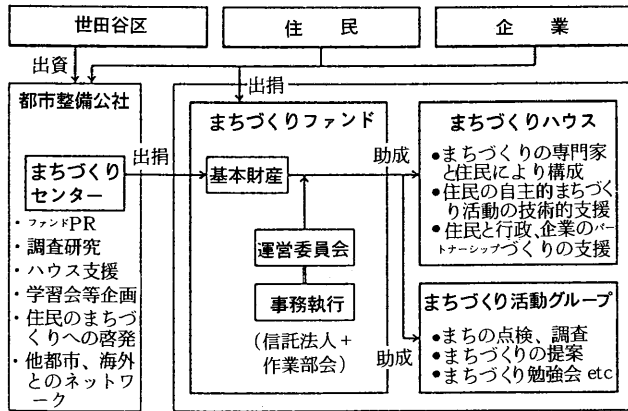 世田谷区
住民
企業
出資
出捐
都市整備公社
まちづくり
センター
・ファンドPR
・調査研究
・ハウス支援
・学習会等企画
・住民のまちづ
くりへの啓発
・他都市、海外
とのネットワ
ーク
出捐
まちづくりファンド
基本財産
運営委員会
事務執行
(信託法人+
作業部会)
助成
助成
まちづくりハウス
●まちづくりの専門家
と住民により構成
●住民の自主的まちづく
り活動の技術的支援
●住民と行政、企業のパー
トナーシップづくりの支援
まちづくり活動グループ
●まちの点検、調査
●まちづくりの提案
●まちづくり勉強会 etc